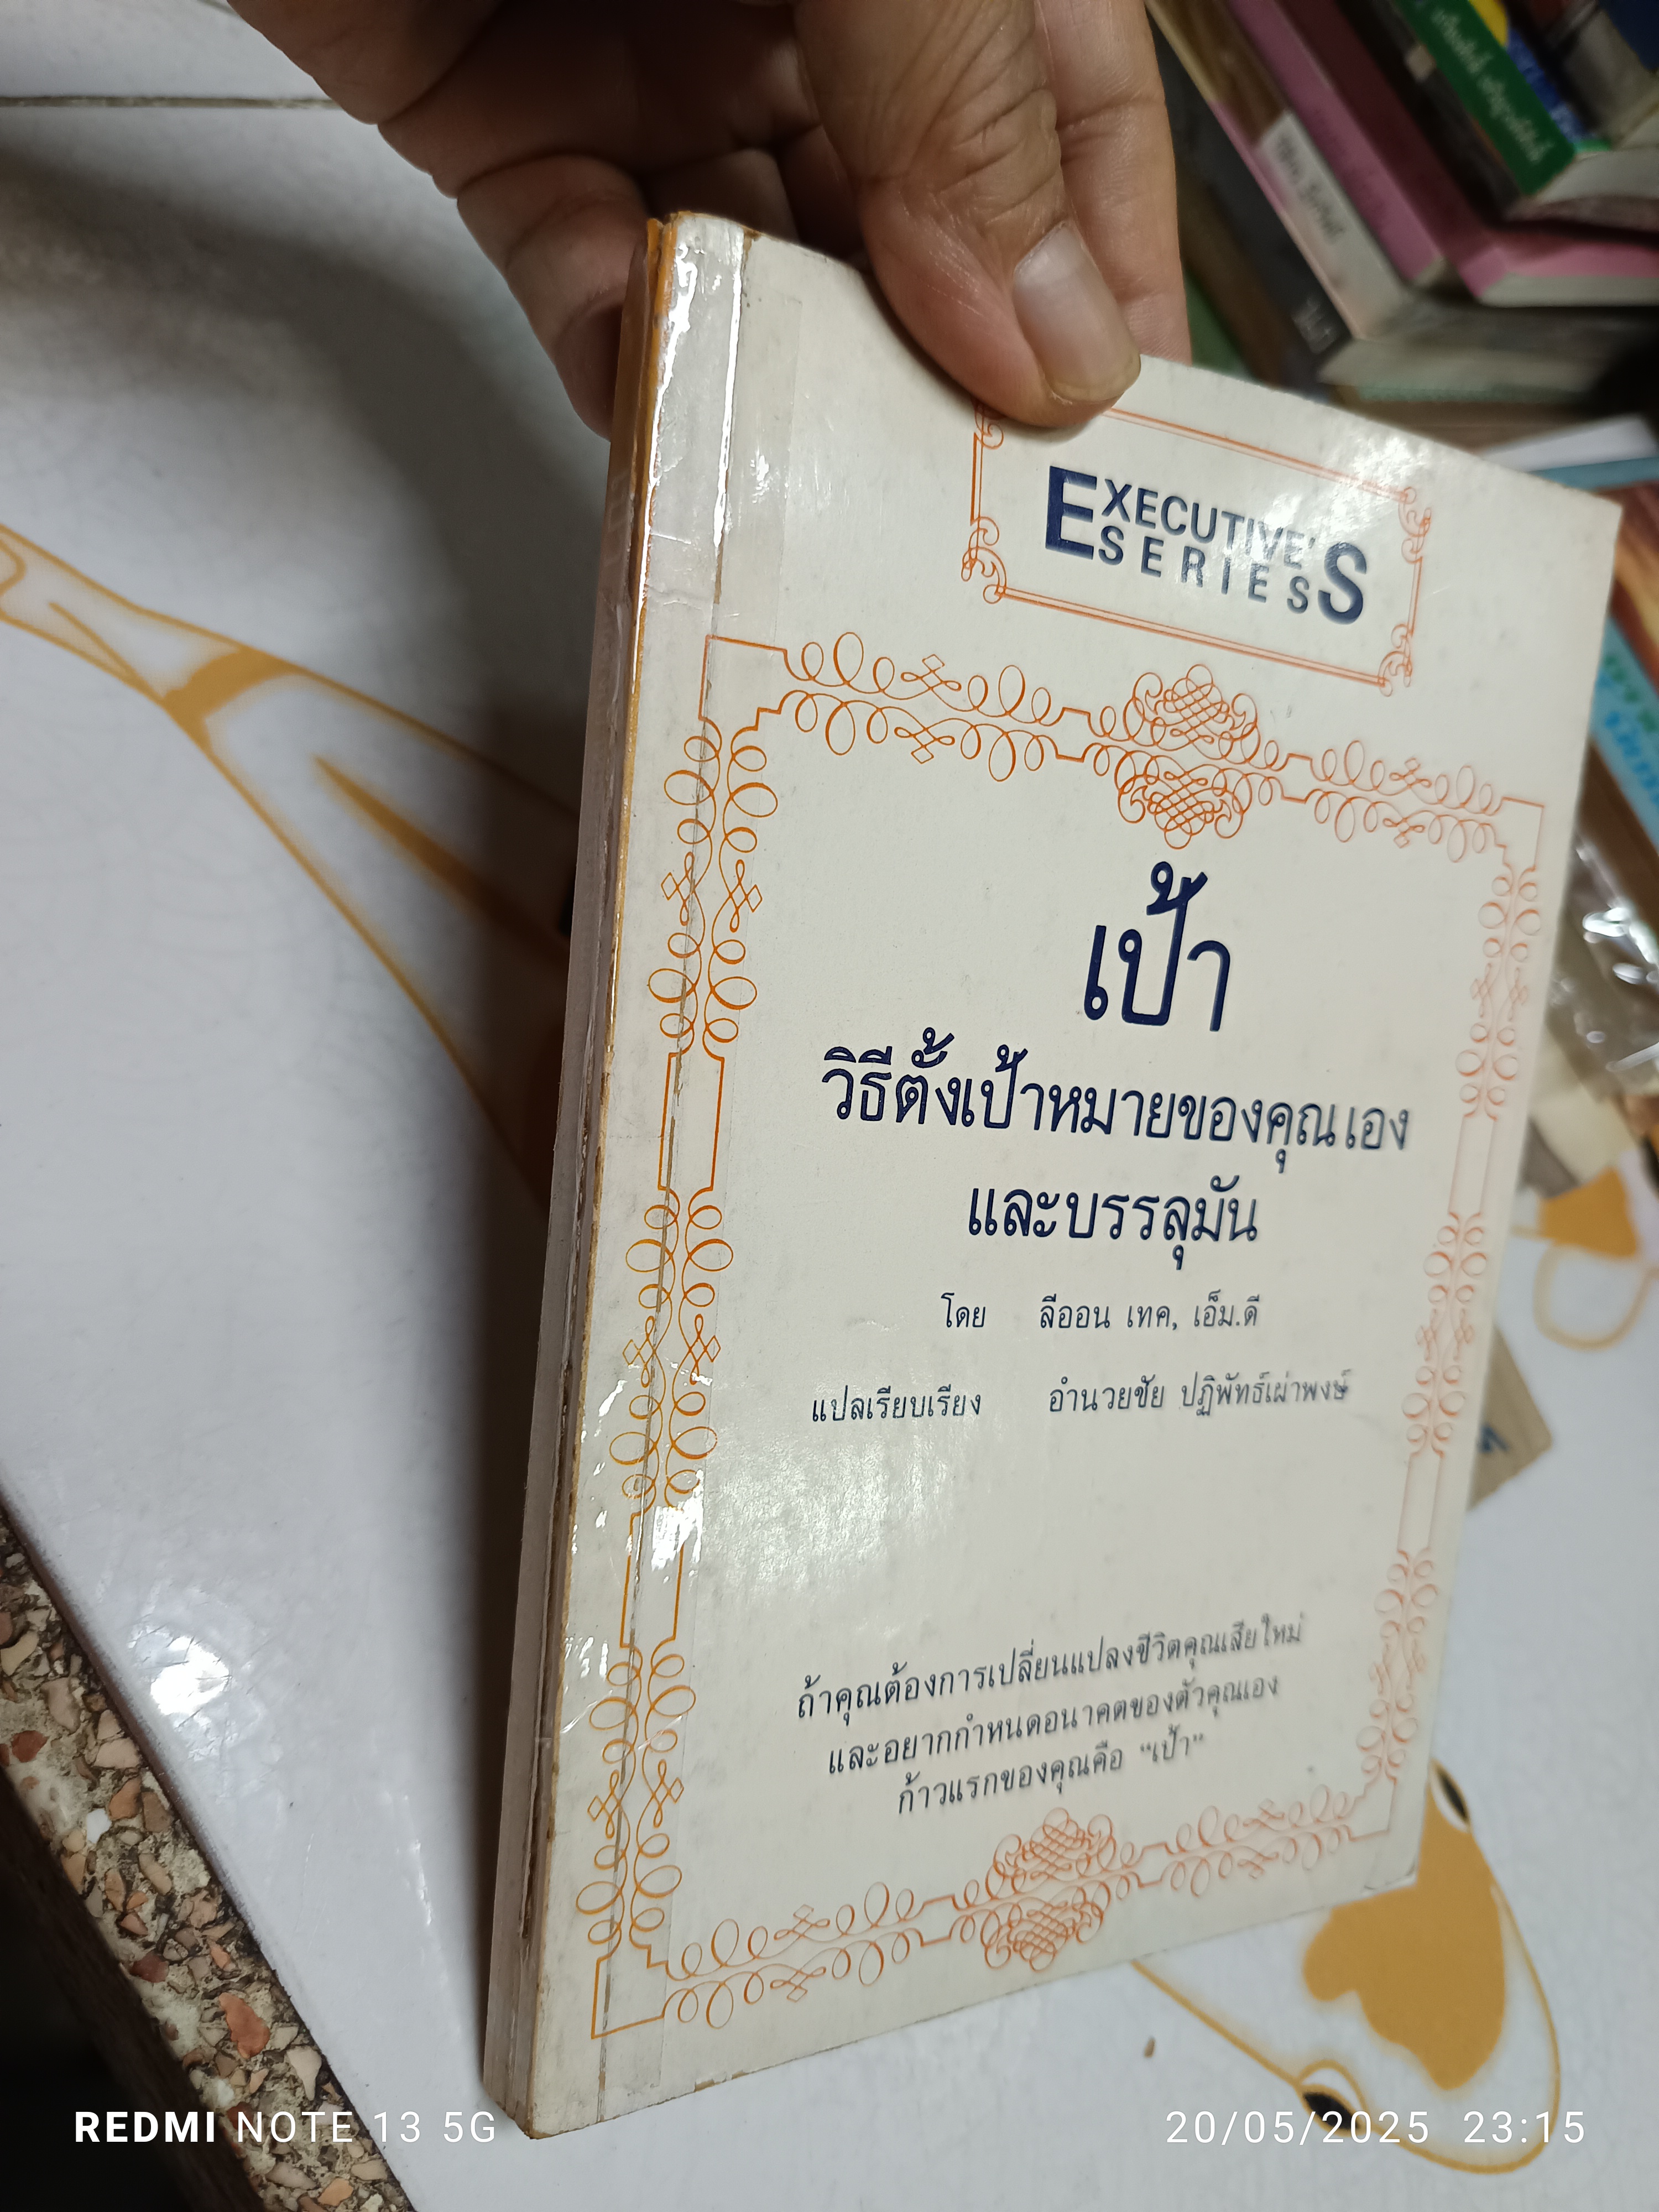 EXECUTIVE'S
SERIES
เป้า
วิธีตั้งเป้าหมายของคุณเอง
และบรรลุมัน
โดย ลีออน เทค, เอ็ม.ดี
แปลเรียบเรียง อำนวยชัย ปฏิพัทธ์เผ่าพงษ์
ถ้าคุณต้องการเปลี่ยนแปลงชีวิตคุณเสียใหม่
และอยากกำหนดอนาคตของตัวคุณเอง
ก้าวแรกของคุณคือ “เป้า”
REDMI NOTE 13 5G
20/05/2025 23:15